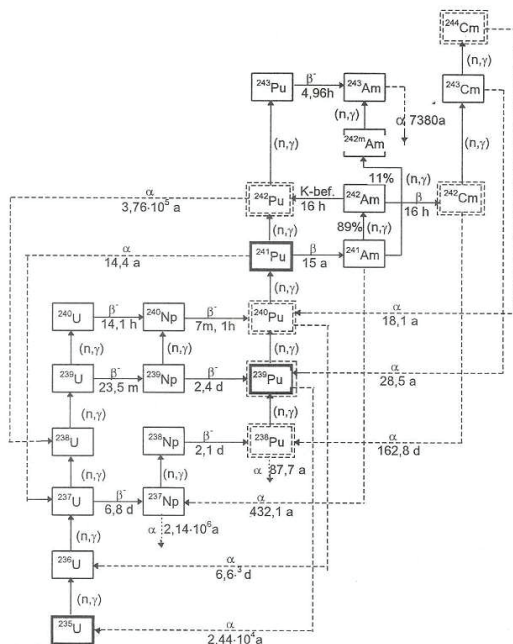 ²⁴⁴Cm
(n,γ)
²⁴³Pu β⁻ 4,96h ²⁴³Am ²⁴³Cm
(n,γ) α 7380a
²⁴²ᵐAm
(n,γ) (n,γ) (n,γ)
11%
α 3,76·10⁵ a ²⁴²Pu K-bef. 16 h ²⁴²Am β 16 h ²⁴²Cm
(n,γ) 89% (n,γ)
α 14,4 a ²⁴¹Pu β 15 a ²⁴¹Am
(n,γ)
²⁴⁰U β⁻ 14,1 h ²⁴⁰Np β⁻ 7m, 1h ²⁴⁰Pu α 18,1 a
(n,γ) (n,γ) (n,γ)
²³⁹U β⁻ 23,5 m ²³⁹Np β⁻ 2,4 d ²³⁹Pu α 28,5 a
(n,γ) (n,γ)
²³⁸U ²³⁸Np β⁻ 2,1 d ²³⁸Pu α 162,8 d
(n,γ) (n,γ) α 87,7 a
²³⁷U β⁻ 6,8 d ²³⁷Np α 432,1 a
(n,γ) α 2,14·10⁶a
²³⁶U α 6,6·³ d
(n,γ)
²³⁵U α 2,44·10⁴a